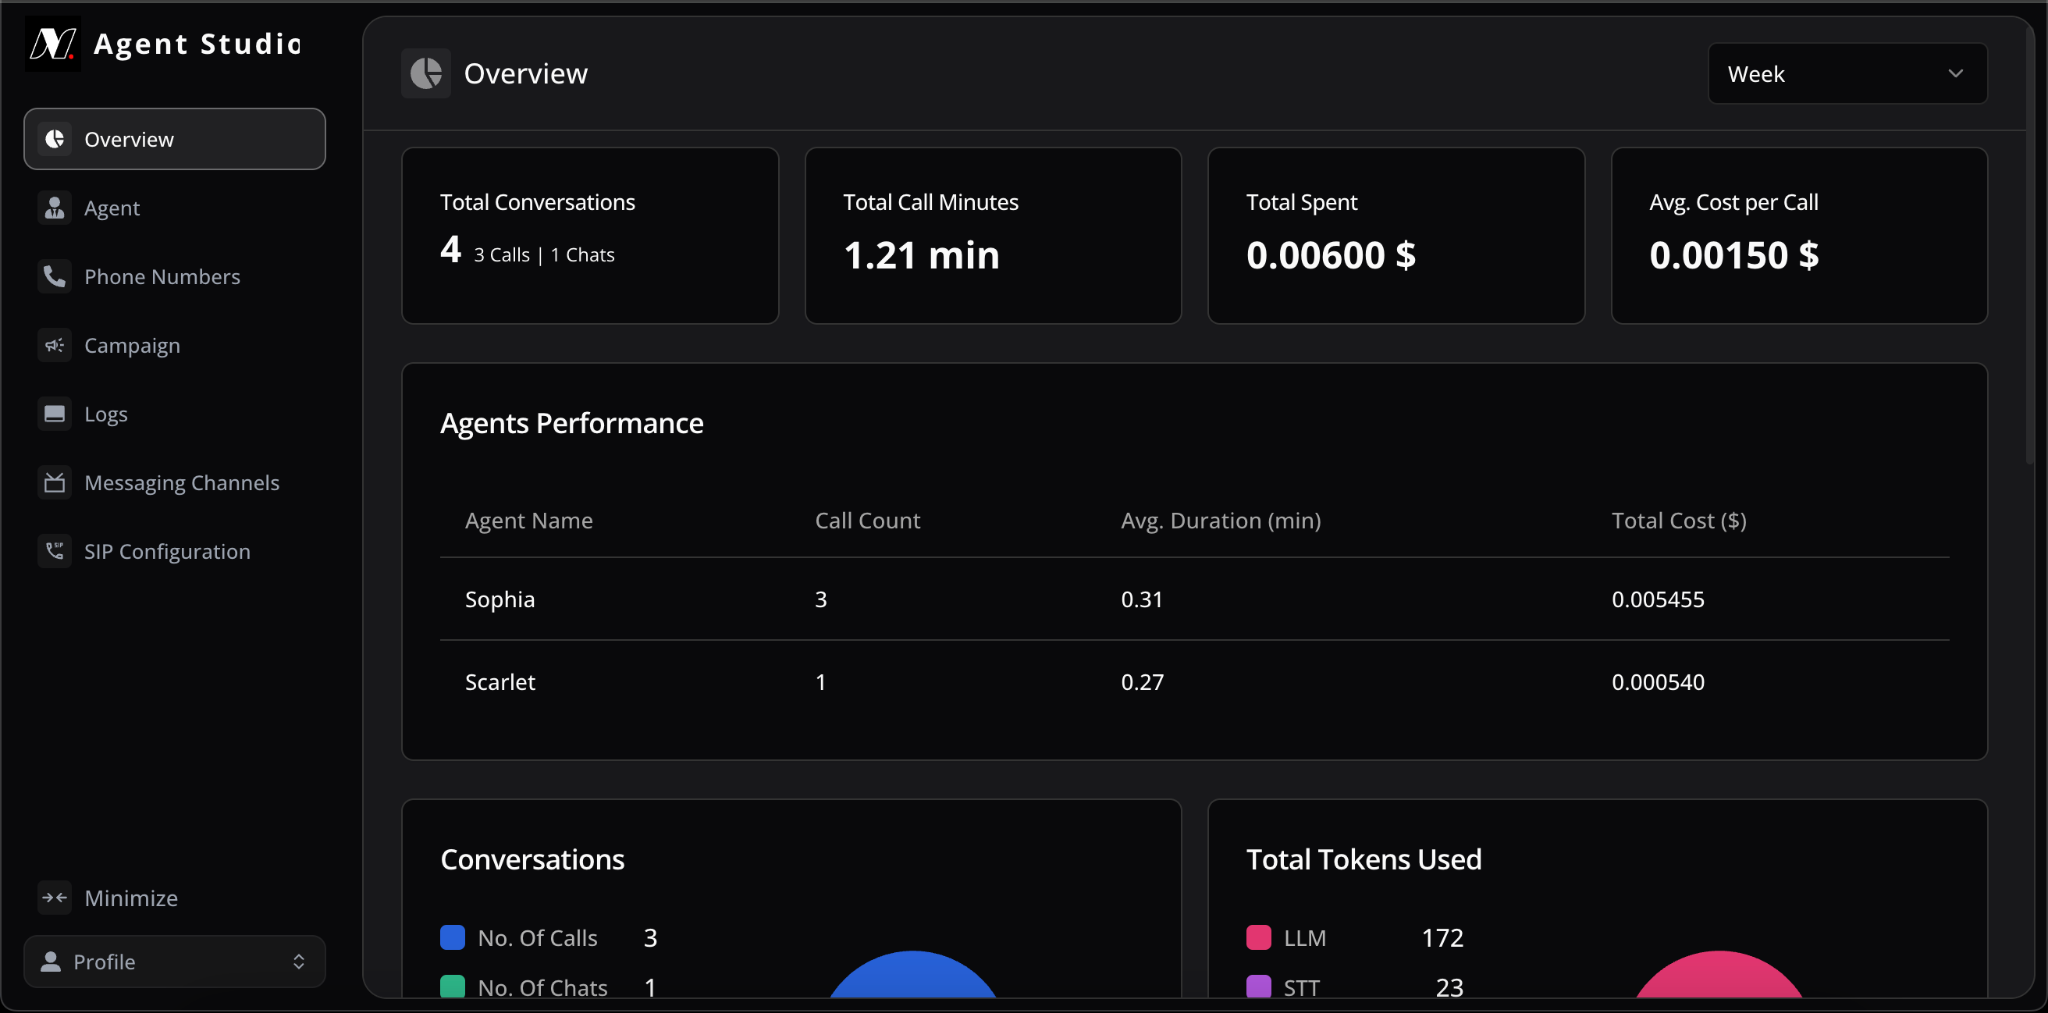 Agent Studio
Overview
Agent
Phone Numbers
Campaign
Logs
Messaging Channels
SIP Configuration
Minimize
Profile
Overview
Week
Total Conversations
4 3 Calls | 1 Chats
Total Call Minutes
1.21 min
Total Spent
0.00600 $
Avg. Cost per Call
0.00150 $
Agents Performance
Agent Name Call Count Avg. Duration (min) Total Cost ($)
Sophia 3 0.31 0.005455
Scarlet 1 0.27 0.000540
Conversations
No. Of Calls 3
No. Of Chats 1
Total Tokens Used
LLM 172
STT 23